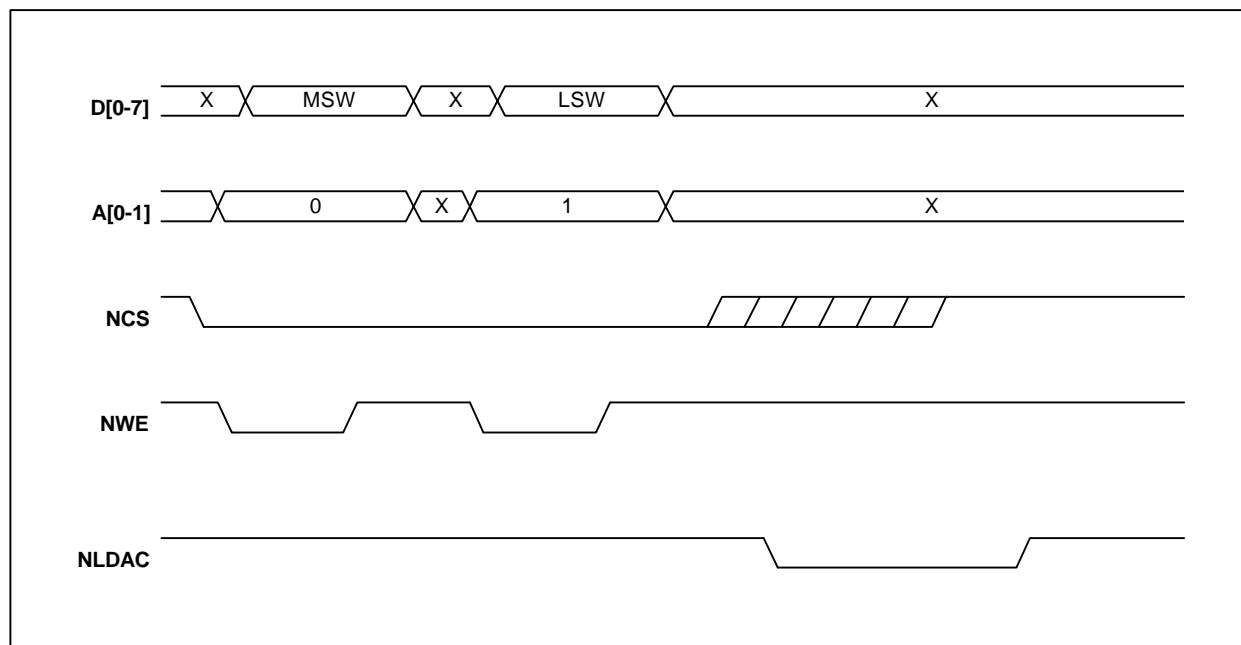 D[0-7] X MSW X LSW X
A[0-1] 0 X 1 X
NCS
NWE
NLDAC